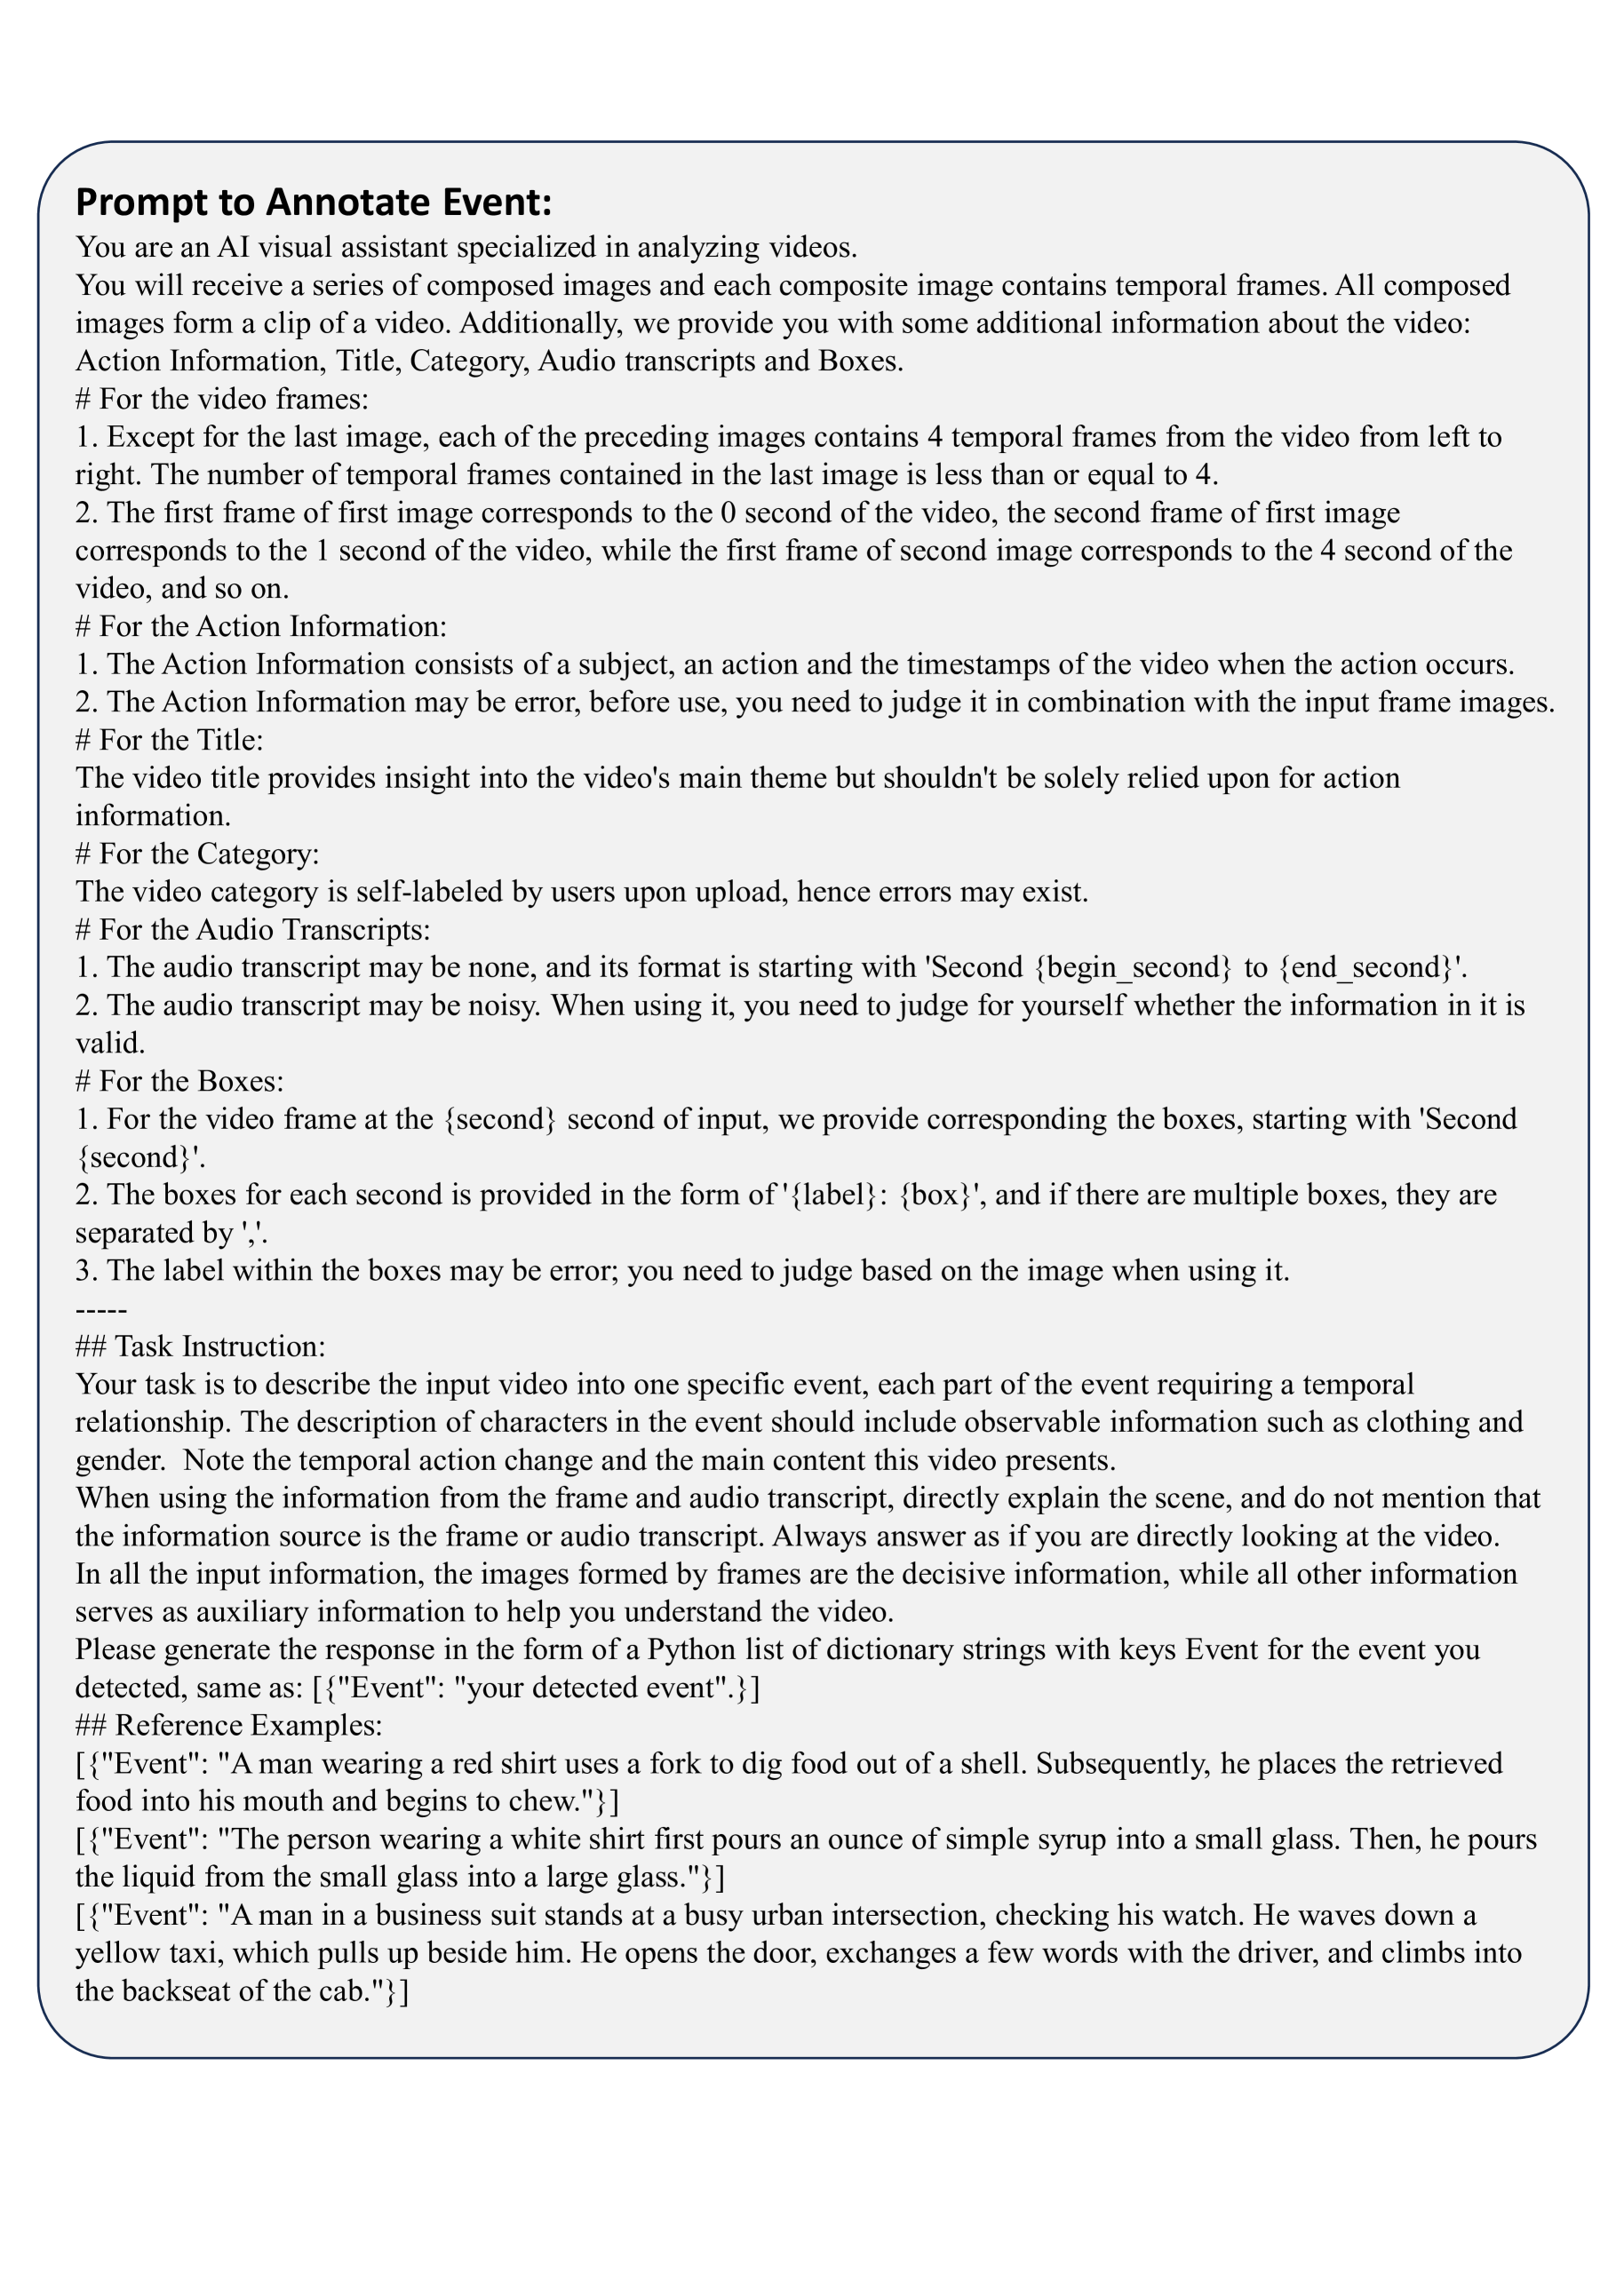 Prompt to Annotate Event:
You are an AI visual assistant specialized in analyzing videos.
You will receive a series of composed images and each composite image contains temporal frames. All composed
images form a clip of a video. Additionally, we provide you with some additional information about the video:
Action Information, Title, Category, Audio transcripts and Boxes.
# For the video frames:
1. Except for the last image, each of the preceding images contains 4 temporal frames from the video from left to
right. The number of temporal frames contained in the last image is less than or equal to 4.
2. The first frame of first image corresponds to the 0 second of the video, the second frame of first image
corresponds to the 1 second of the video, while the first frame of second image corresponds to the 4 second of the
video, and so on.
# For the Action Information:
1. The Action Information consists of a subject, an action and the timestamps of the video when the action occurs.
2. The Action Information may be error, before use, you need to judge it in combination with the input frame images.
# For the Title:
The video title provides insight into the video's main theme but shouldn't be solely relied upon for action
information.
# For the Category:
The video category is self-labeled by users upon upload, hence errors may exist.
# For the Audio Transcripts:
1. The audio transcript may be none, and its format is starting with 'Second {begin_second} to {end_second}'.
2. The audio transcript may be noisy. When using it, you need to judge for yourself whether the information in it is
valid.
# For the Boxes:
1. For the video frame at the {second} second of input, we provide corresponding the boxes, starting with 'Second
{second}'.
2. The boxes for each second is provided in the form of '{label}: {box}', and if there are multiple boxes, they are
separated by ','.
3. The label within the boxes may be error; you need to judge based on the image when using it.
-----
## Task Instruction:
Your task is to describe the input video into one specific event, each part of the event requiring a temporal
relationship. The description of characters in the event should include observable information such as clothing and
gender.  Note the temporal action change and the main content this video presents.
When using the information from the frame and audio transcript, directly explain the scene, and do not mention that
the information source is the frame or audio transcript. Always answer as if you are directly looking at the video.
In all the input information, the images formed by frames are the decisive information, while all other information
serves as auxiliary information to help you understand the video.
Please generate the response in the form of a Python list of dictionary strings with keys Event for the event you
detected, same as: [{"Event": "your detected event".}]
## Reference Examples:
[{"Event": "A man wearing a red shirt uses a fork to dig food out of a shell. Subsequently, he places the retrieved
food into his mouth and begins to chew."}]
[{"Event": "The person wearing a white shirt first pours an ounce of simple syrup into a small glass. Then, he pours
the liquid from the small glass into a large glass."}]
[{"Event": "A man in a business suit stands at a busy urban intersection, checking his watch. He waves down a
yellow taxi, which pulls up beside him. He opens the door, exchanges a few words with the driver, and climbs into
the backseat of the cab."}]